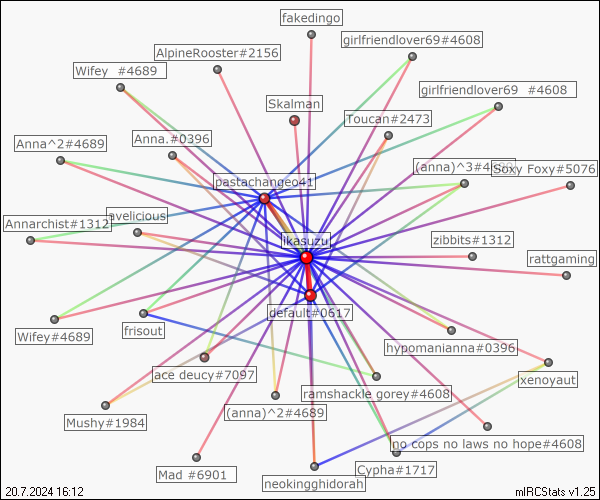 fakedingo
girlfriendlover69#4608
AlpineRooster#2156
Wifey #4689
girlfriendlover69 #4608
Skalman
Toucan#2473
Anna.#0396
Anna^2#4689
(anna)^3#4
Soxy Foxy#5076
pastachangeo41
Annarchist#1312
avelicious
ikasuzu
zibbits#1312
rattgaming
default#0617
Wifey#4689
frisout
hypomanianna#0396
ace deucy#7097
xenoyaut
ramshackle gorey#4608
(anna)^2#4689
Mushy#1984
no cops no laws no hope#4608
Mad #6901
Cypha#1717
neokingghidorah
20.7.2024 16:12
mIRCStats v1.25